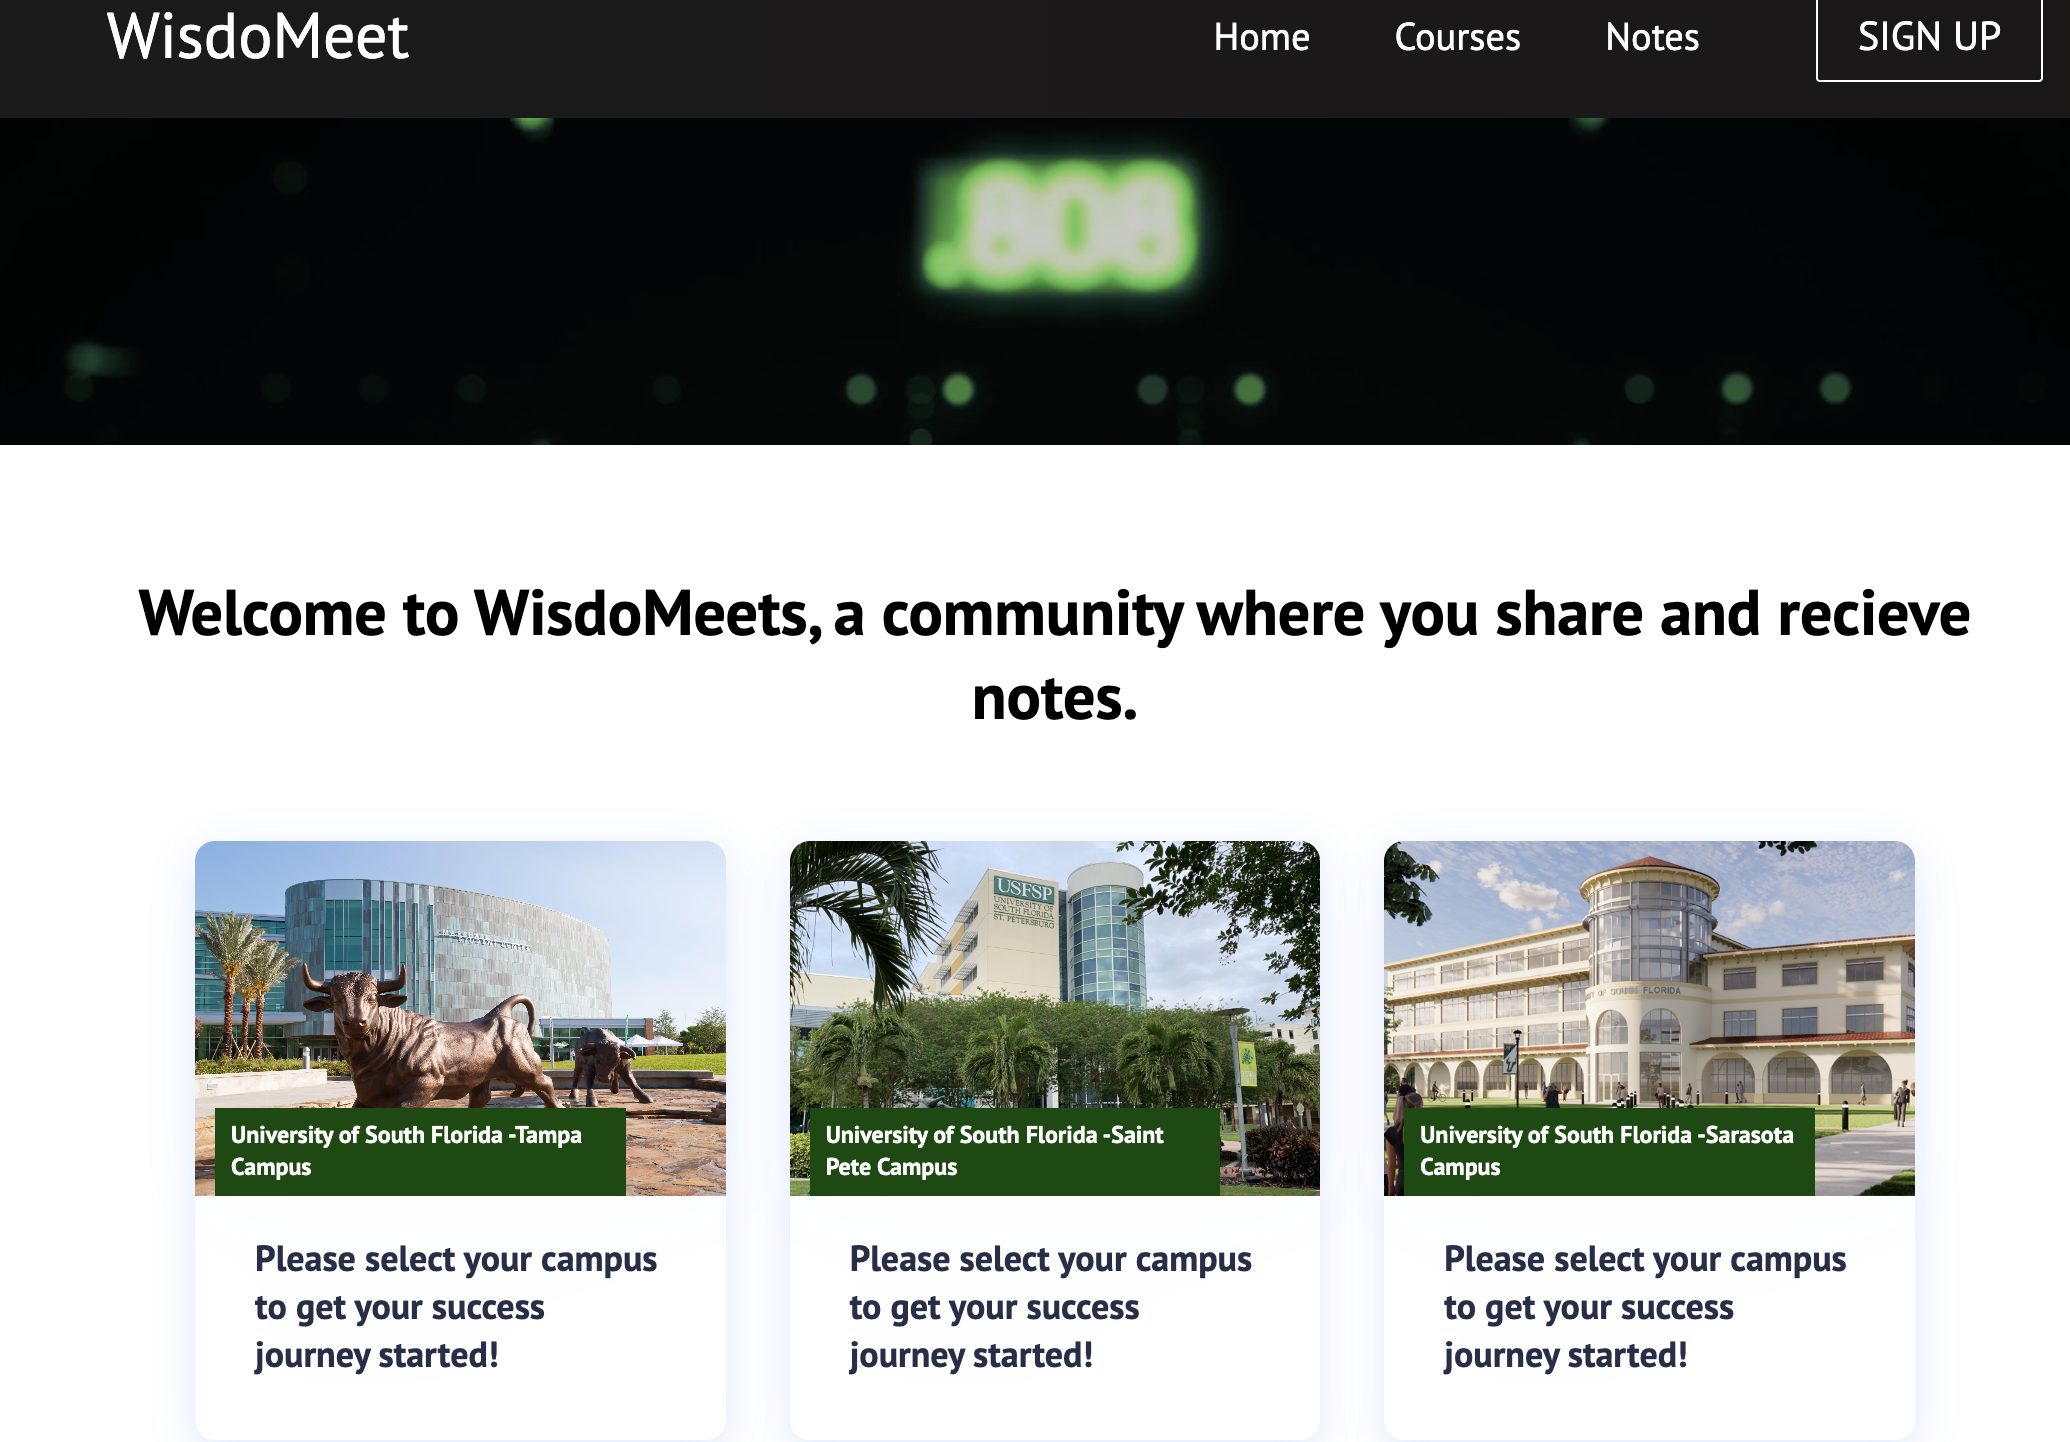 WisdoMeet
Home Courses Notes SIGN UP
.808
Welcome to WisdoMeets, a community where you share and recieve
notes.
USFSP
UNIVERSITY OF
SOUTH FLORIDA
ST. PETERSBURG
OF SOUTH FLORIDA
University of South Florida -Tampa
Campus
University of South Florida -Saint
Pete Campus
University of South Florida -Sarasota
Campus
Please select your campus
to get your success
journey started!
Please select your campus
to get your success
journey started!
Please select your campus
to get your success
journey started!